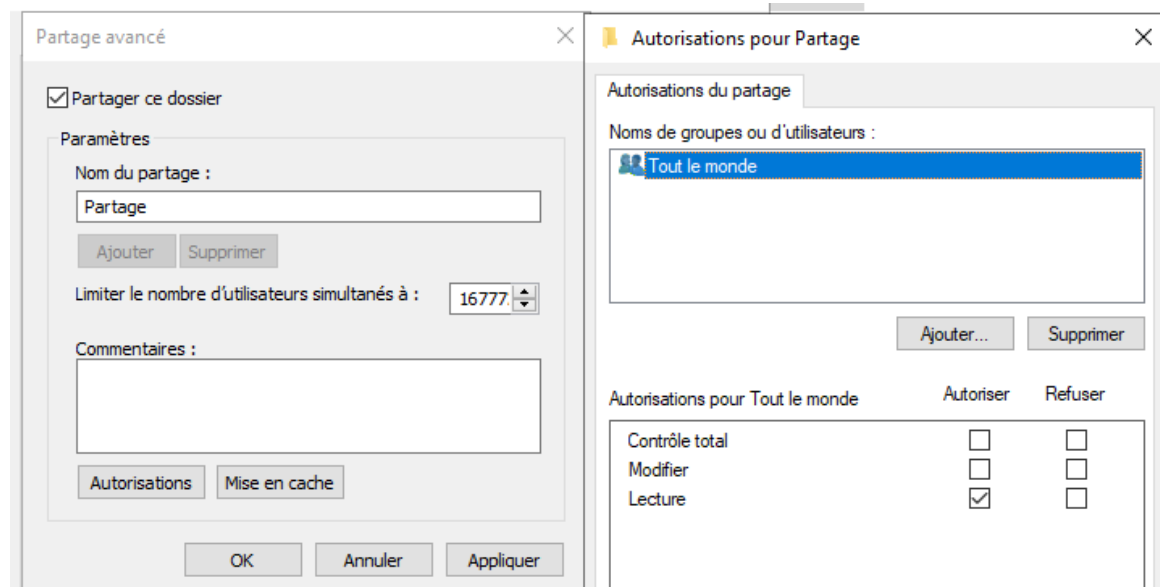 Partage avancé
Partager ce dossier
Paramètres
Nom du partage :
Partage
Ajouter
Supprimer
Limiter le nombre d'utilisateurs simultanés à :
16777
Commentaires :
Autorisations
Mise en cache
OK
Annuler
Appliquer
Autorisations pour Partage
Autorisations du partage
Noms de groupes ou d'utilisateurs :
Tout le monde
Ajouter...
Supprimer
Autorisations pour Tout le monde
Autoriser
Refuser
Contrôle total
Modifier
Lecture